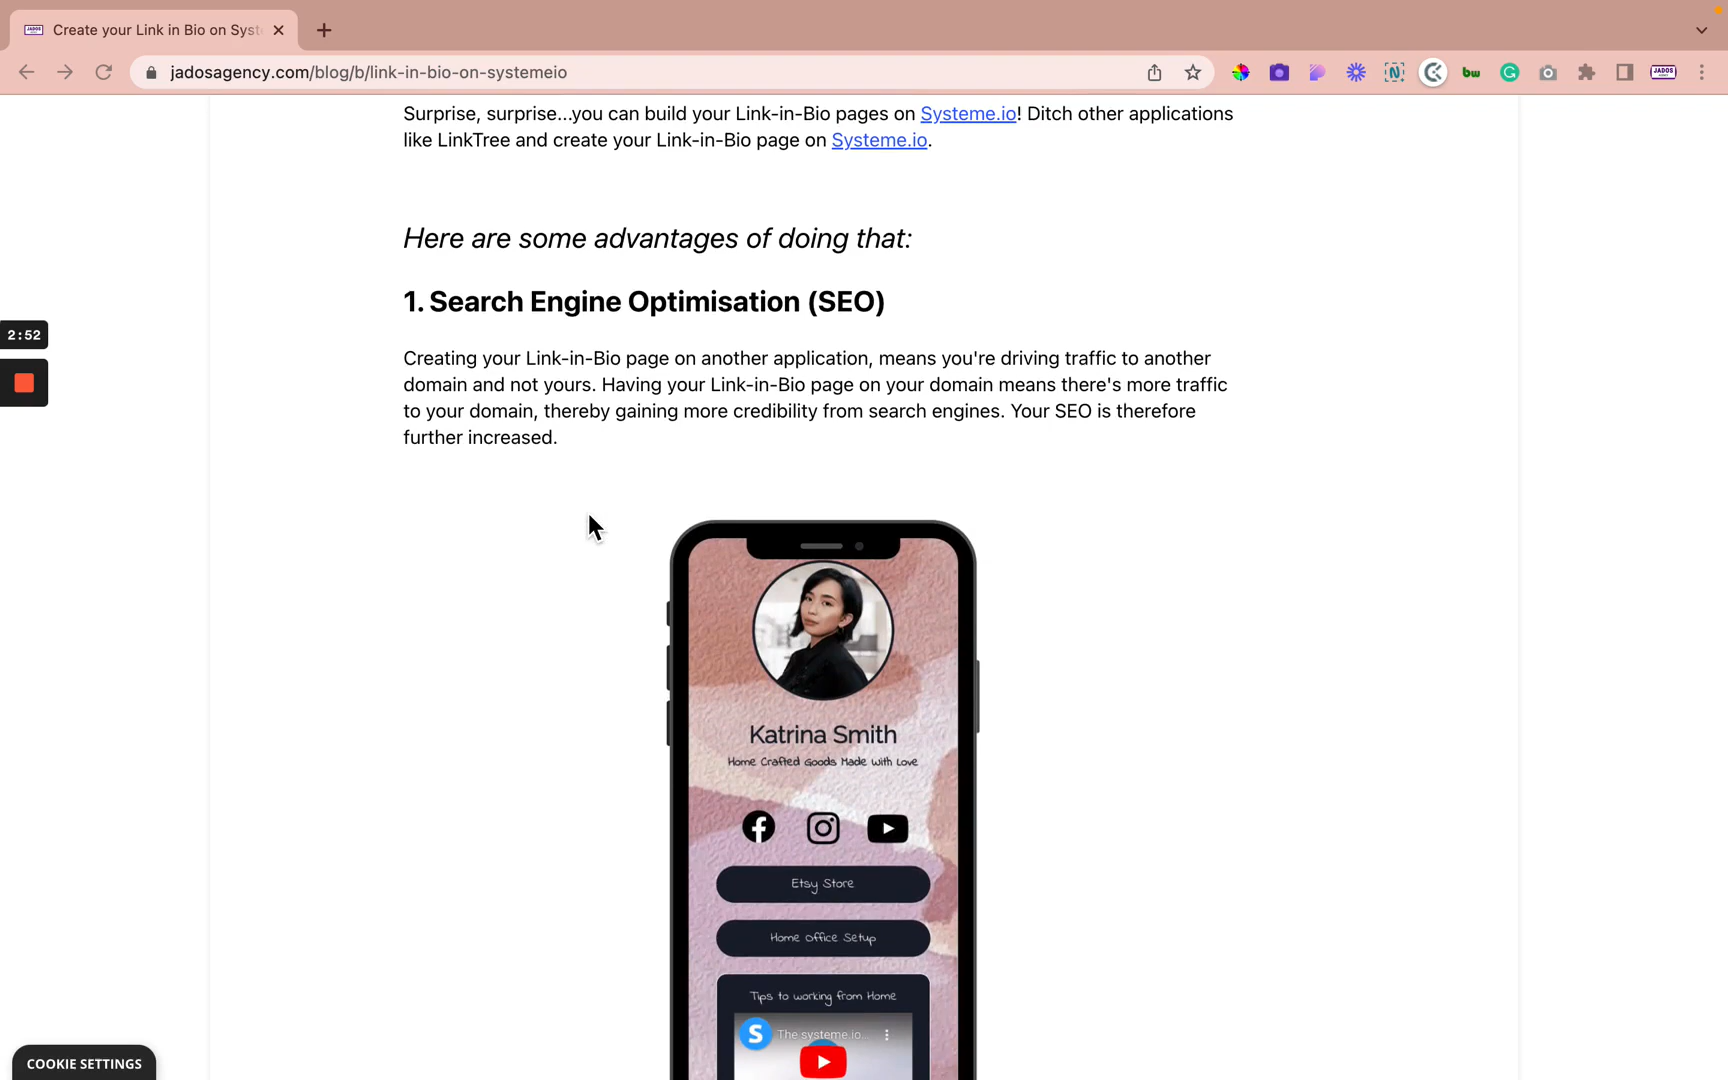 JADOS
Create your Link in Bio on Syst
jadosagency.com/blog/b/link-in-bio-on-systemeio
N
bw
G
JADOS
Surprise, surprise...you can build your Link-in-Bio pages on Systeme.io! Ditch other applications
like LinkTree and create your Link-in-Bio page on Systeme.io.
Here are some advantages of doing that:
1. Search Engine Optimisation (SEO)
2:52
Creating your Link-in-Bio page on another application, means you're driving traffic to another
domain and not yours. Having your Link-in-Bio page on your domain means there's more traffic
to your domain, thereby gaining more credibility from search engines. Your SEO is therefore
further increased.
Katrina Smith
Home Crafted Goods Made With Love
Etsy Store
Home Office Setup
Tips to working from Home
S
The systeme io...
COOKIE SETTINGS